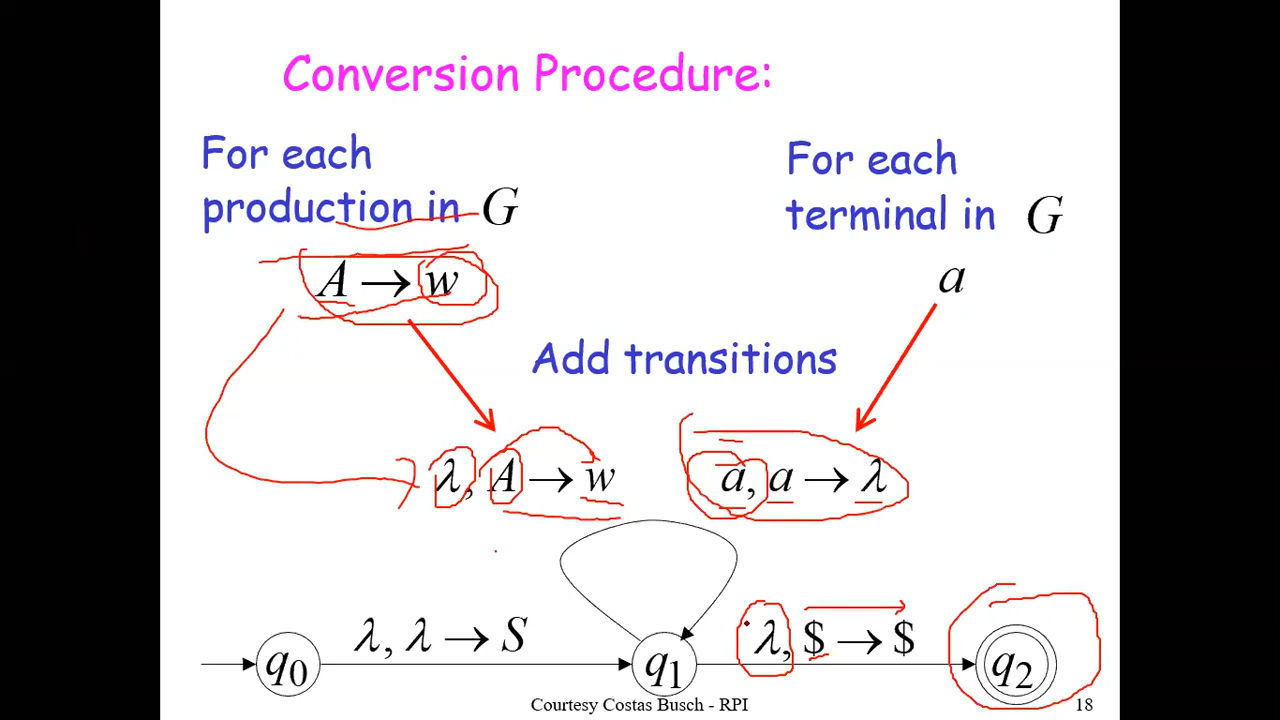 Conversion Procedure:
For each
production in G
For each
terminal in G
A → w
a
Add transitions
λ, A → w
a, a → λ
λ, λ → S
λ, $ → $
q0
q1
q2
Courtesy Costas Busch - RPI
18